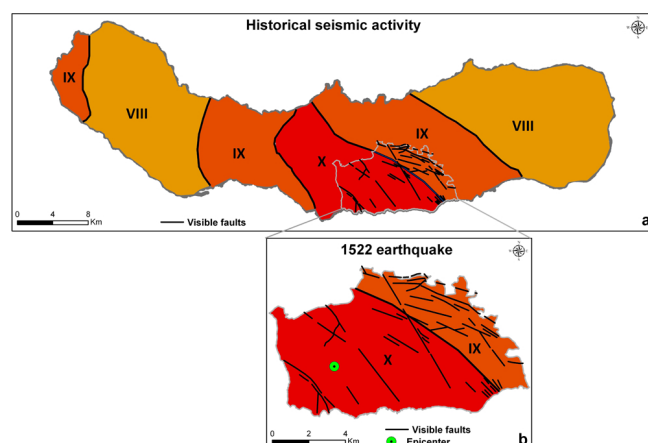 Historical seismic activity
IX
VIII
IX
X
IX
VIII
0 4 8
Km
Visible faults
a
1522 earthquake
IX
X
0 2 4
Km
Visible faults
Epicenter
b